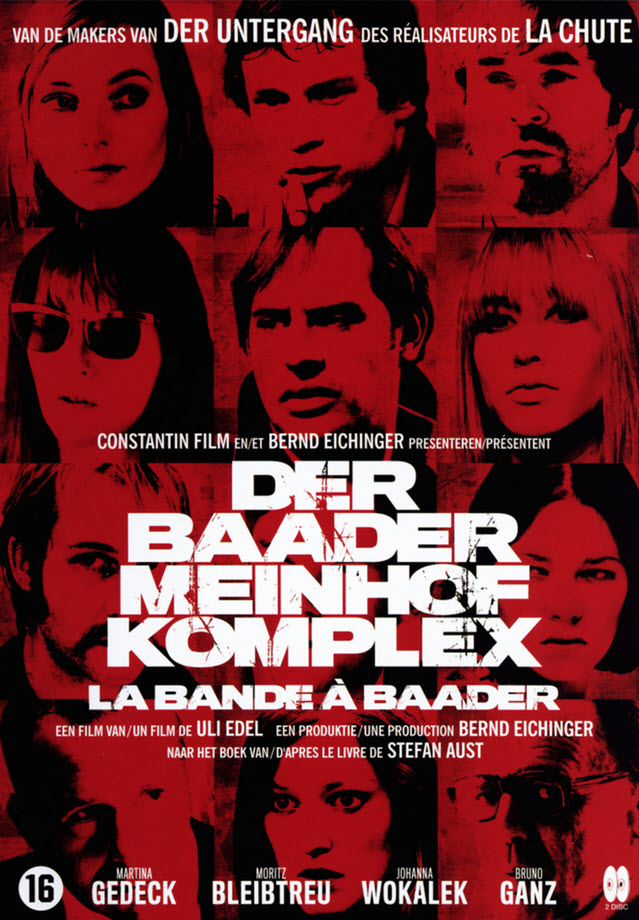 VAN DE MAKERS VAN DER UNTERGANG DES RÉALISATEURS DE LA CHUTE
CONSTANTIN FILM EN/ET BERND EICHINGER PRESENTEREN/PRÉSENTENT
DER
BAADER
MEINHOF
KOMPLEX
LA BANDE À BAADER
EEN FILM VAN/UN FILM DE ULI EDEL EEN PRODUKTIE/UNE PRODUCTION BERND EICHINGER
NAAR HET BOEK VAN/D'APRES LE LIVRE DE STEFAN AUST
16
MARTINA GEDECK
MORITZ BLEIBTREU
JOHANNA WOKALEK
BRUNO GANZ
2 DISC